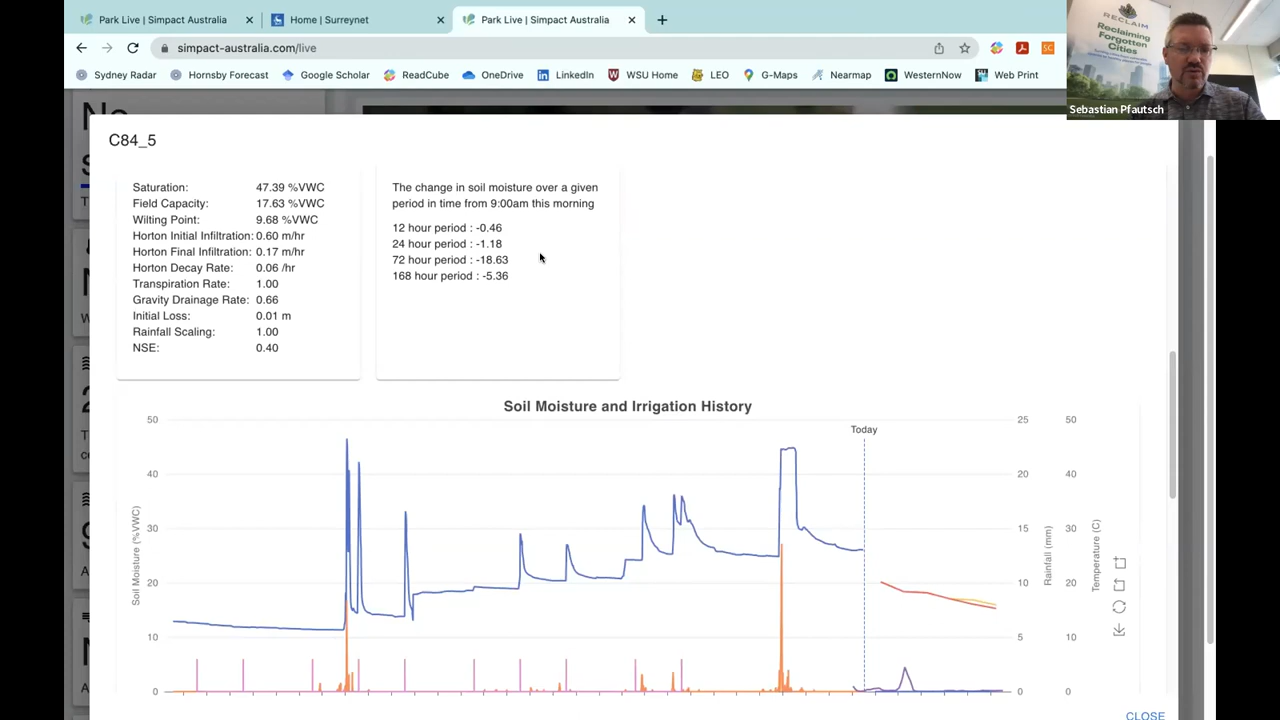 Park Live | Simpact Australia
Home | Surreynet
Park Live | Simpact Australia
simpact-australia.com/live
Sydney Radar
Hornsby Forecast
Google Scholar
ReadCube
OneDrive
LinkedIn
WSU Home
LEO
G-Maps
Nearmap
WesternNow
Web Print
RECLAIM
Reclaiming
Forgotten
Cities
Sebastian Pfautsch
C84_5
Saturation: 47.39 %VWC
Field Capacity: 17.63 %VWC
Wilting Point: 9.68 %VWC
Horton Initial Infiltration: 0.60 m/hr
Horton Final Infiltration: 0.17 m/hr
Horton Decay Rate: 0.06 /hr
Transpiration Rate: 1.00
Gravity Drainage Rate: 0.66
Initial Loss: 0.01 m
Rainfall Scaling: 1.00
NSE: 0.40
The change in soil moisture over a given
period in time from 9:00am this morning
12 hour period : -0.46
24 hour period : -1.18
72 hour period : -18.63
168 hour period : -5.36
Soil Moisture and Irrigation History
Today
Soil Moisture (%VWC)
50
40
30
20
10
0
25
20
15
10
5
0
Rainfall (mm)
50
40
30
20
10
0
Temperature (C)
CLOSE